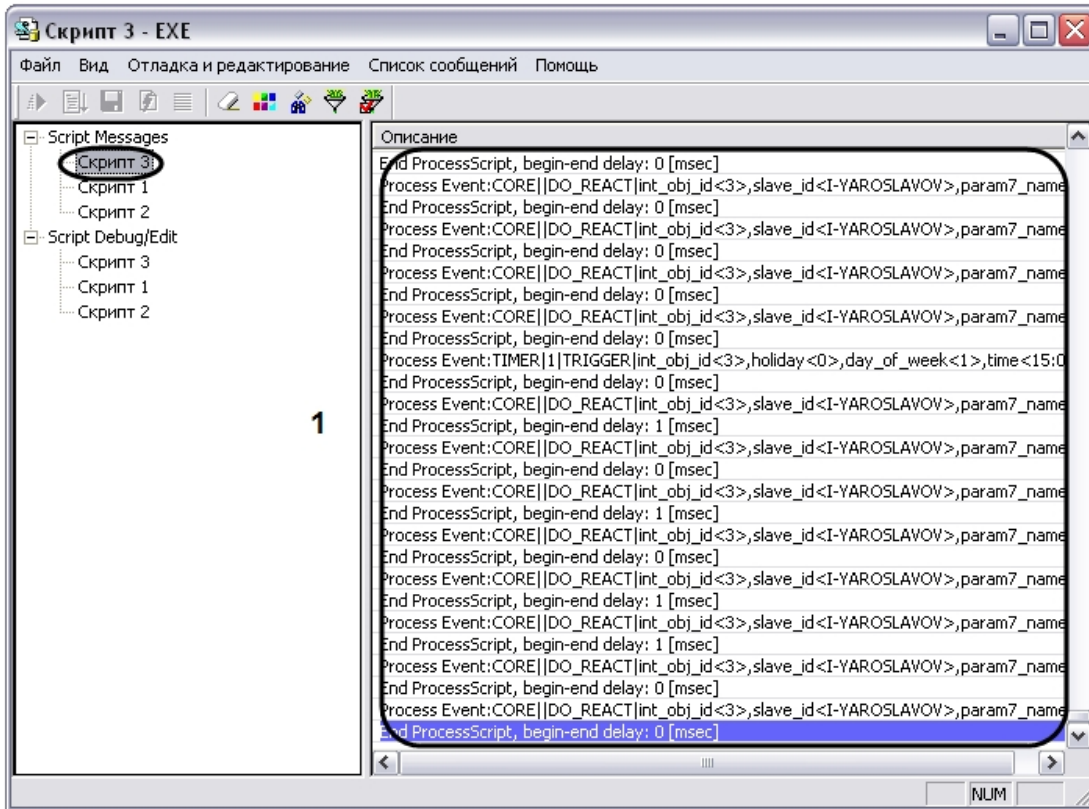 Скрипт 3 - EXE
Файл Вид Отладка и редактирование Список сообщений Помощь
Script Messages
Скрипт 3
Скрипт 1
Скрипт 2
Script Debug/Edit
Скрипт 3
Скрипт 1
Скрипт 2
1
Описание
End ProcessScript, begin-end delay: 0 [msec]
Process Event:CORE||DO_REACT|int_obj_id<3>,slave_id<I-YAROSLAVOV>,param7_name
End ProcessScript, begin-end delay: 0 [msec]
Process Event:CORE||DO_REACT|int_obj_id<3>,slave_id<I-YAROSLAVOV>,param7_name
End ProcessScript, begin-end delay: 0 [msec]
Process Event:CORE||DO_REACT|int_obj_id<3>,slave_id<I-YAROSLAVOV>,param7_name
End ProcessScript, begin-end delay: 0 [msec]
Process Event:CORE||DO_REACT|int_obj_id<3>,slave_id<I-YAROSLAVOV>,param7_name
End ProcessScript, begin-end delay: 0 [msec]
Process Event:TIMER|1|TRIGGER|int_obj_id<3>,holiday<0>,day_of_week<1>,time<15:0
End ProcessScript, begin-end delay: 0 [msec]
Process Event:CORE||DO_REACT|int_obj_id<3>,slave_id<I-YAROSLAVOV>,param7_name
End ProcessScript, begin-end delay: 1 [msec]
Process Event:CORE||DO_REACT|int_obj_id<3>,slave_id<I-YAROSLAVOV>,param7_name
End ProcessScript, begin-end delay: 0 [msec]
Process Event:CORE||DO_REACT|int_obj_id<3>,slave_id<I-YAROSLAVOV>,param7_name
End ProcessScript, begin-end delay: 1 [msec]
Process Event:CORE||DO_REACT|int_obj_id<3>,slave_id<I-YAROSLAVOV>,param7_name
End ProcessScript, begin-end delay: 0 [msec]
Process Event:CORE||DO_REACT|int_obj_id<3>,slave_id<I-YAROSLAVOV>,param7_name
End ProcessScript, begin-end delay: 1 [msec]
Process Event:CORE||DO_REACT|int_obj_id<3>,slave_id<I-YAROSLAVOV>,param7_name
End ProcessScript, begin-end delay: 1 [msec]
Process Event:CORE||DO_REACT|int_obj_id<3>,slave_id<I-YAROSLAVOV>,param7_name
End ProcessScript, begin-end delay: 0 [msec]
Process Event:CORE||DO_REACT|int_obj_id<3>,slave_id<I-YAROSLAVOV>,param7_name
End ProcessScript, begin-end delay: 0 [msec]
NUM